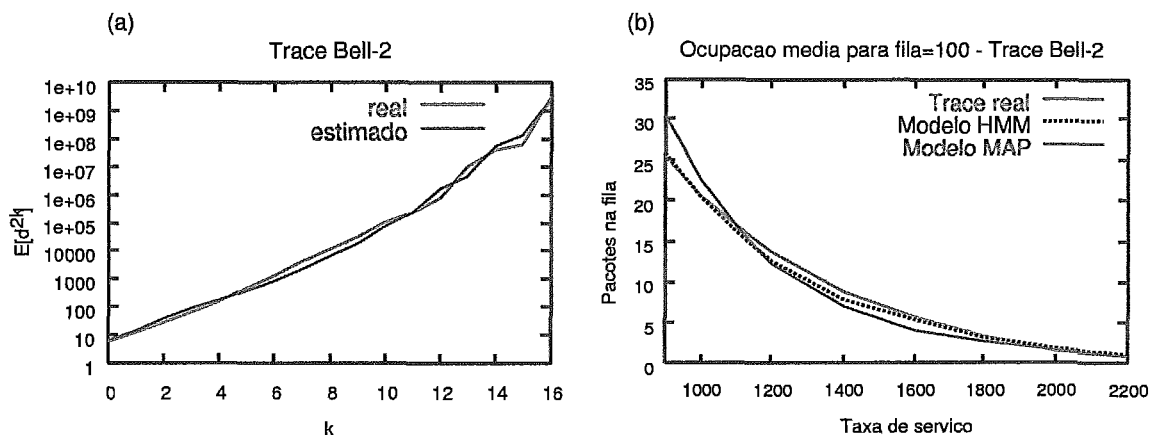 (a)
Trace Bell-2
1e+10
1e+09
1e+08
1e+07
1e+06
1e+05
10000
1000
100
10
1
E[d^2k]
real
estimado
0 2 4 6 8 10 12 14 16
k
(b)
Ocupacao media para fila=100 - Trace Bell-2
35
30
25
20
15
10
5
0
Pacotes na fila
Trace real
Modelo HMM
Modelo MAP
1000 1200 1400 1600 1800 2000 2200
Taxa de servico